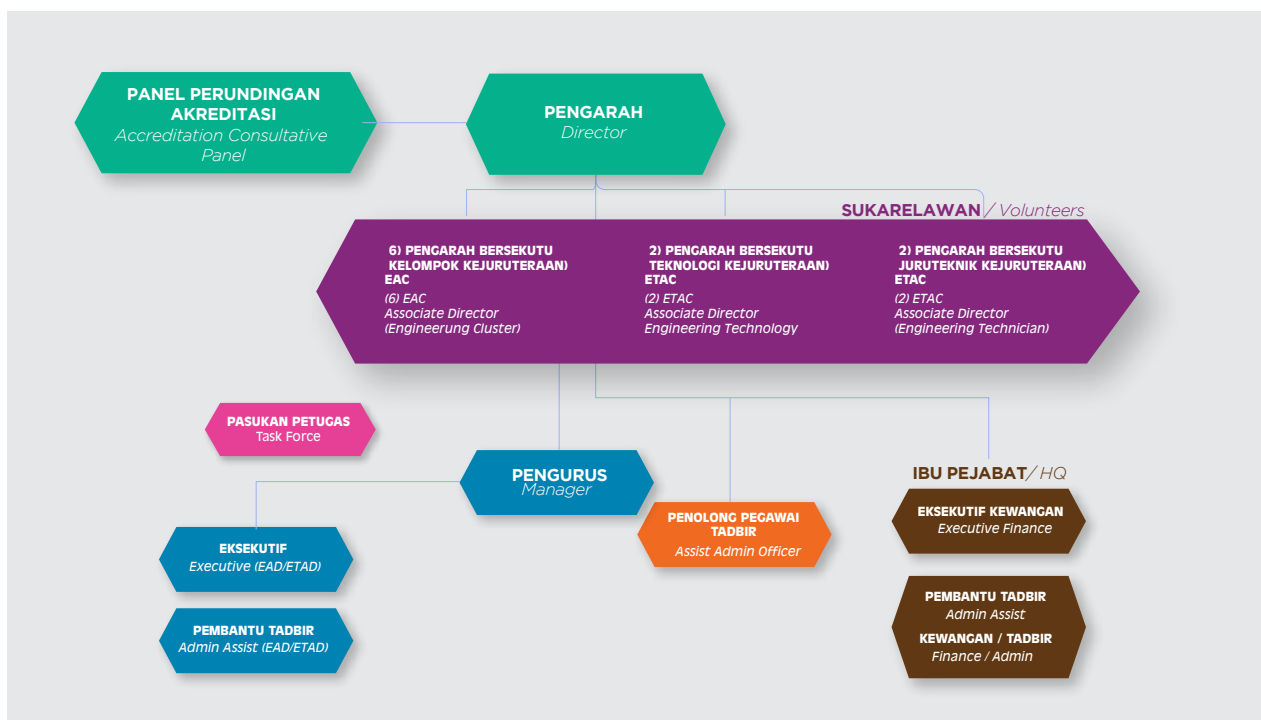 PANEL PERUNDINGAN
AKREDITASI
Accreditation Consultative
Panel
PENGARAH
Director
SUKARELAWAN / Volunteers
6) PENGARAH BERSEKUTU
KELOMPOK KEJURUTERAAN)
EAC
(6) EAC
Associate Director
(Engineerung Cluster)
2) PENGARAH BERSEKUTU
TEKNOLOGI KEJURUTERAAN)
ETAC
(2) ETAC
Associate Director
Engineering Technology
2) PENGARAH BERSEKUTU
JURUTEKNIK KEJURUTERAAN)
ETAC
(2) ETAC
Associate Director
(Engineering Technician)
PASUKAN PETUGAS
Task Force
PENGURUS
Manager
IBU PEJABAT/ HQ
PENOLONG PEGAWAI
TADBIR
Assist Admin Officer
EKSEKUTIF KEWANGAN
Executive Finance
EKSEKUTIF
Executive (EAD/ETAD)
PEMBANTU TADBIR
Admin Assist (EAD/ETAD)
PEMBANTU TADBIR
Admin Assist
KEWANGAN / TADBIR
Finance / Admin